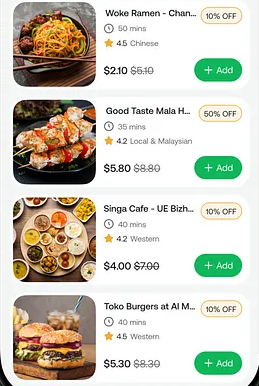 Woke Ramen - Chan...
10% OFF
50 mins
4.5 Chinese
$2.10 $5.10
+ Add
Good Taste Mala H...
50% OFF
35 mins
4.2 Local & Malaysian
$5.80 $8.80
+ Add
Singa Cafe - UE Bizh...
10% OFF
40 mins
4.2 Western
$4.00 $7.00
+ Add
Toko Burgers at Al M...
10% OFF
40 mins
4.5 Western
$5.30 $8.30
+ Add